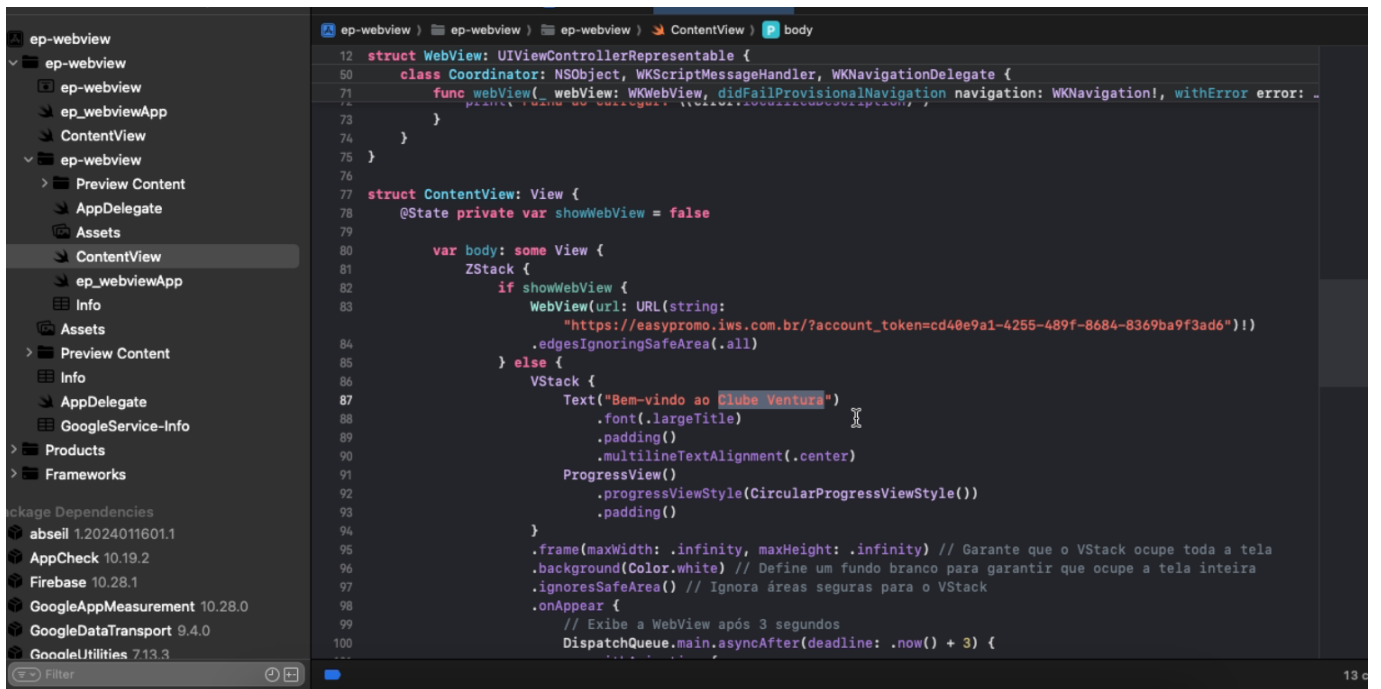 ep-webview
ep-webview
ep-webview
ep_webviewApp
ContentView
ep-webview
Preview Content
AppDelegate
Assets
ContentView
ep_webviewApp
Info
Assets
Preview Content
Info
AppDelegate
GoogleService-Info
Products
Frameworks
ckage Dependencies
abseil 1.2024011601.1
AppCheck 10.19.2
Firebase 10.28.1
GoogleAppMeasurement 10.28.0
GoogleDataTransport 9.4.0
GoogleUtilities 7.13.3
Filter
ep-webview ⟩ ep-webview ⟩ ep-webview ⟩ ContentView ⟩ P body
12 struct WebView: UIViewControllerRepresentable {
50 class Coordinator: NSObject, WKScriptMessageHandler, WKNavigationDelegate {
71 func webView(_ webView: WKWebView, didFailProvisionalNavigation navigation: WKNavigation!, withError error: …
72 print("Falha ao carregar: \(error.localizedDescription)")
73 }
74 }
75 }
76
77 struct ContentView: View {
78 @State private var showWebView = false
79
80 var body: some View {
81 ZStack {
82 if showWebView {
83 WebView(url: URL(string:
"https://easypromo.iws.com.br/?account_token=cd40e9a1-4255-489f-8684-8369ba9f3ad6")!)
84 .edgesIgnoringSafeArea(.all)
85 } else {
86 VStack {
87 Text("Bem-vindo ao Clube Ventura")
88 .font(.largeTitle)
89 .padding()
90 .multilineTextAlignment(.center)
91 ProgressView()
92 .progressViewStyle(CircularProgressViewStyle())
93 .padding()
94 }
95 .frame(maxWidth: .infinity, maxHeight: .infinity) // Garante que o VStack ocupe toda a tela
96 .background(Color.white) // Define um fundo branco para garantir que ocupe a tela inteira
97 .ignoresSafeArea() // Ignora áreas seguras para o VStack
98 .onAppear {
99 // Exibe a WebView após 3 segundos
100 DispatchQueue.main.asyncAfter(deadline: .now() + 3) {
13 c